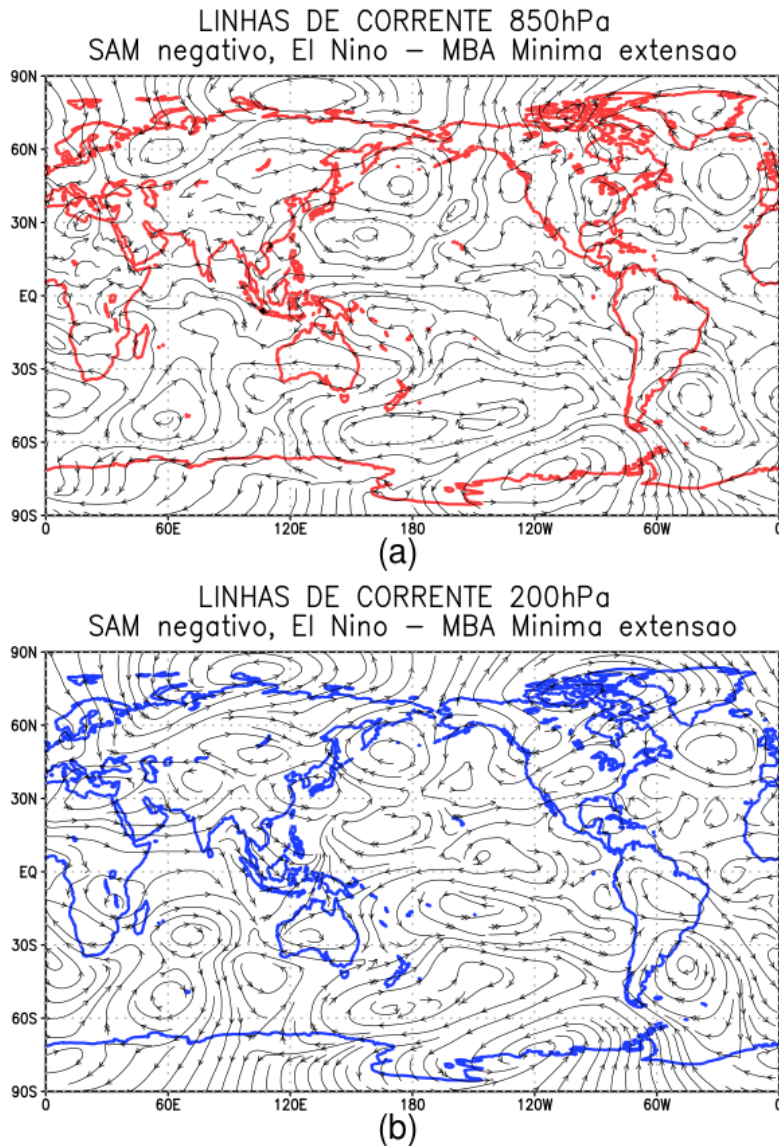 LINHAS DE CORRENTE 850hPa
SAM negativo, El Nino – MBA Minima extensao
90N
60N
30N
EQ
30S
60S
90S
0 60E 120E 180 120W 60W 0
(a)
LINHAS DE CORRENTE 200hPa
SAM negativo, El Nino – MBA Minima extensao
90N
60N
30N
EQ
30S
60S
90S
0 60E 120E 180 120W 60W 0
(b)